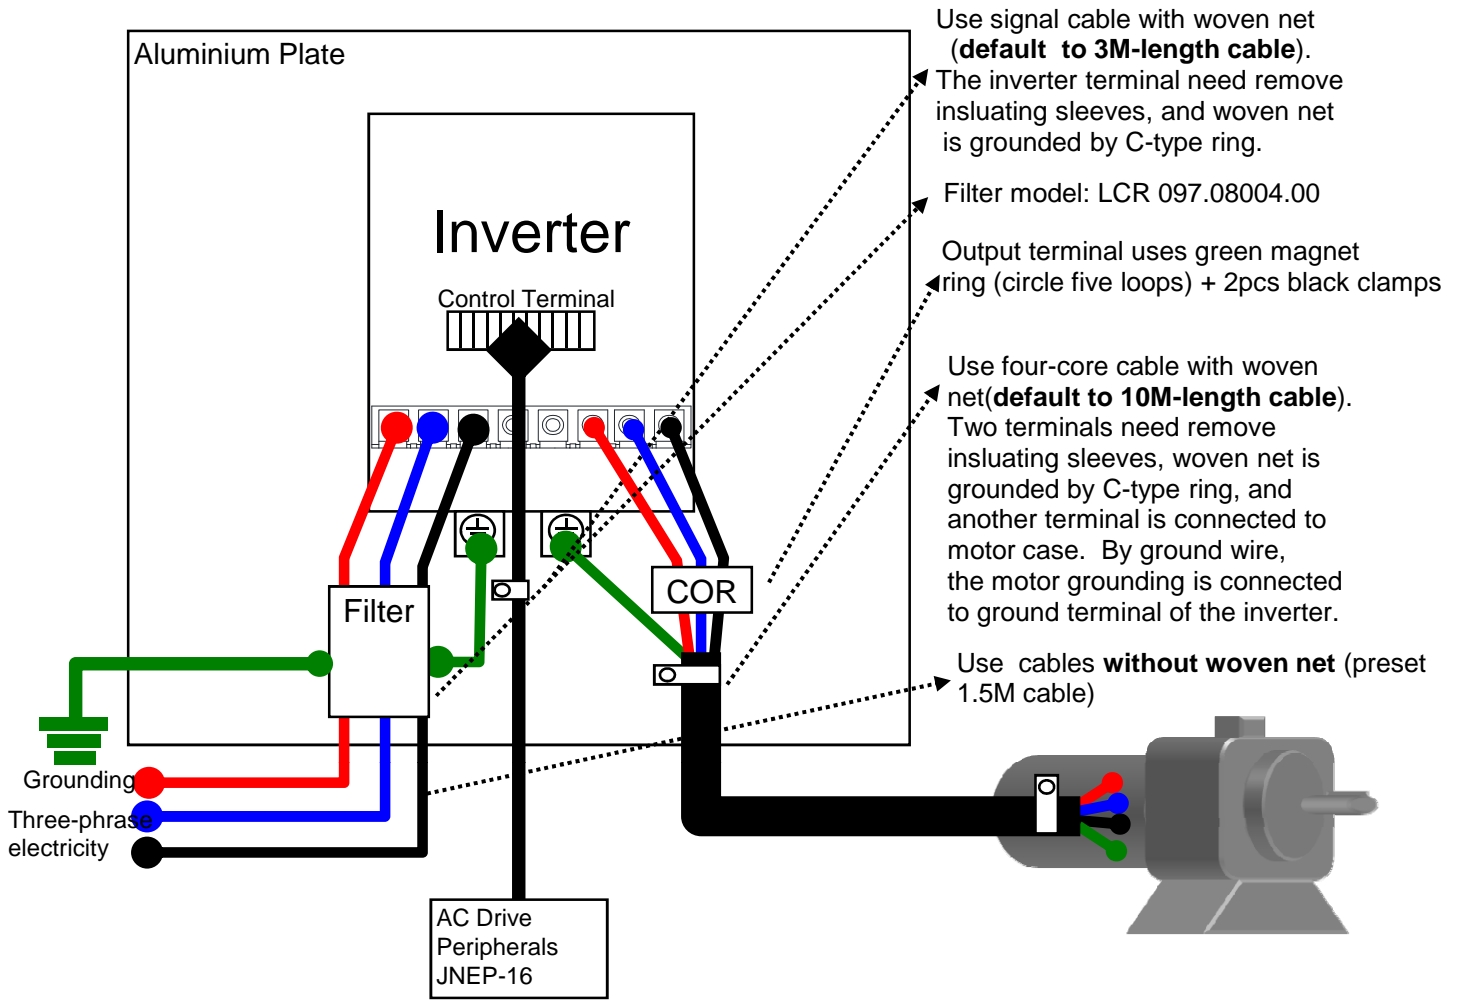 Aluminium Plate
Inverter
Control Terminal
Filter
COR
Grounding
Three-phrase
electricity
AC Drive
Peripherals
JNEP-16
Use signal cable with woven net
(default to 3M-length cable).
The inverter terminal need remove
insluating sleeves, and woven net
is grounded by C-type ring.
Filter model: LCR 097.08004.00
Output terminal uses green magnet
ring (circle five loops) + 2pcs black clamps
Use four-core cable with woven
net(default to 10M-length cable).
Two terminals need remove
insluating sleeves, woven net is
grounded by C-type ring, and
another terminal is connected to
motor case. By ground wire,
the motor grounding is connected
to ground terminal of the inverter.
Use cables without woven net (preset
1.5M cable)